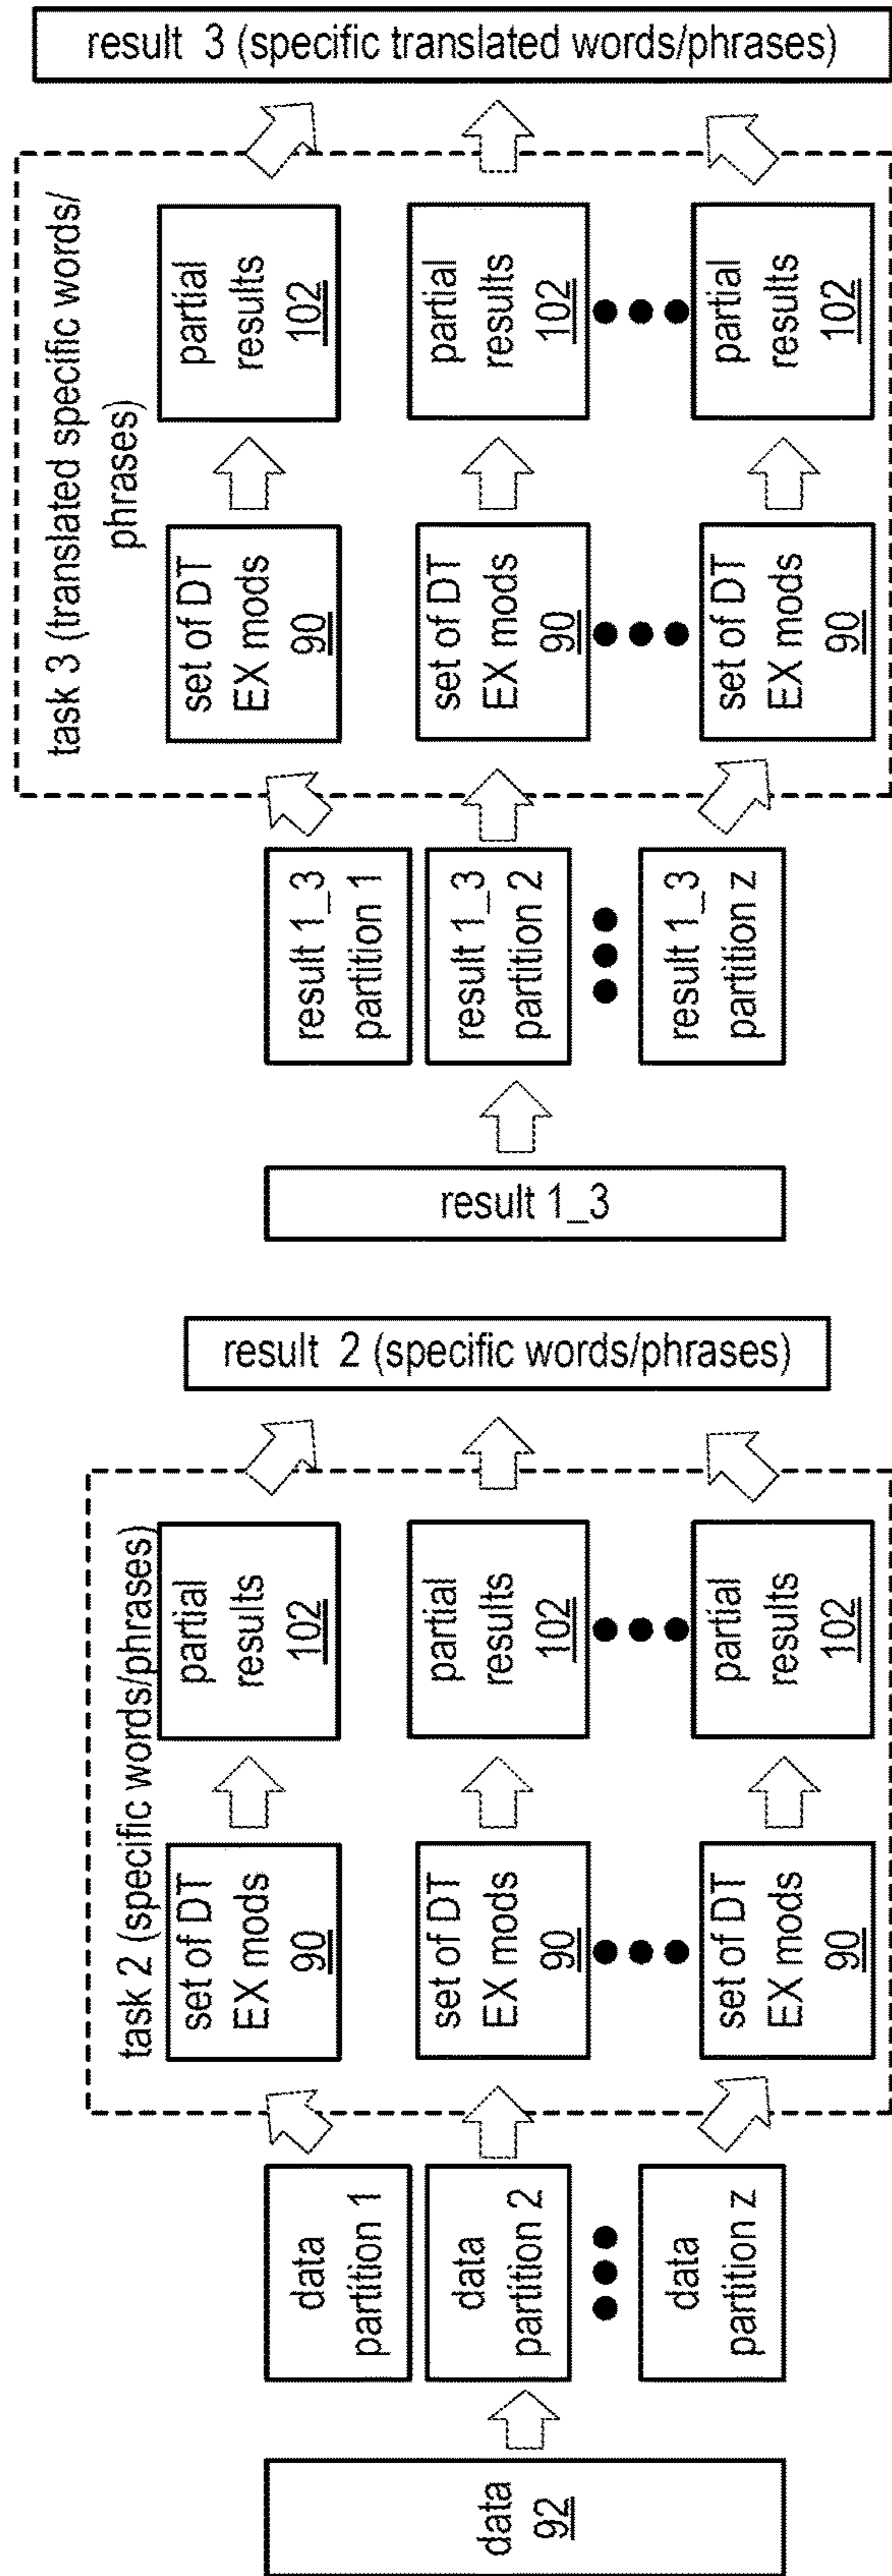 data
92
data
partition 1
data
partition 2
data
partition z
task 2 (specific words/phrases)
set of DT
EX mods
90
set of DT
EX mods
90
set of DT
EX mods
90
partial
results
102
partial
results
102
partial
results
102
result 2 (specific words/phrases)
result 1_3
result 1_3
partition 1
result 1_3
partition 2
result 1_3
partition z
task 3 (translated specific words/
phrases)
set of DT
EX mods
90
set of DT
EX mods
90
set of DT
EX mods
90
partial
results
102
partial
results
102
partial
results
102
result 3 (specific translated words/phrases)